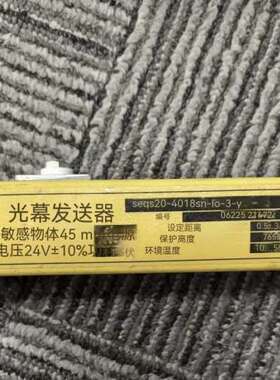 光幕发送器
敏感物体45 m
电压24V±10%
seqs20-4018sn-fo-3-y
编号 06225
设定距离
保护高度
环境温度